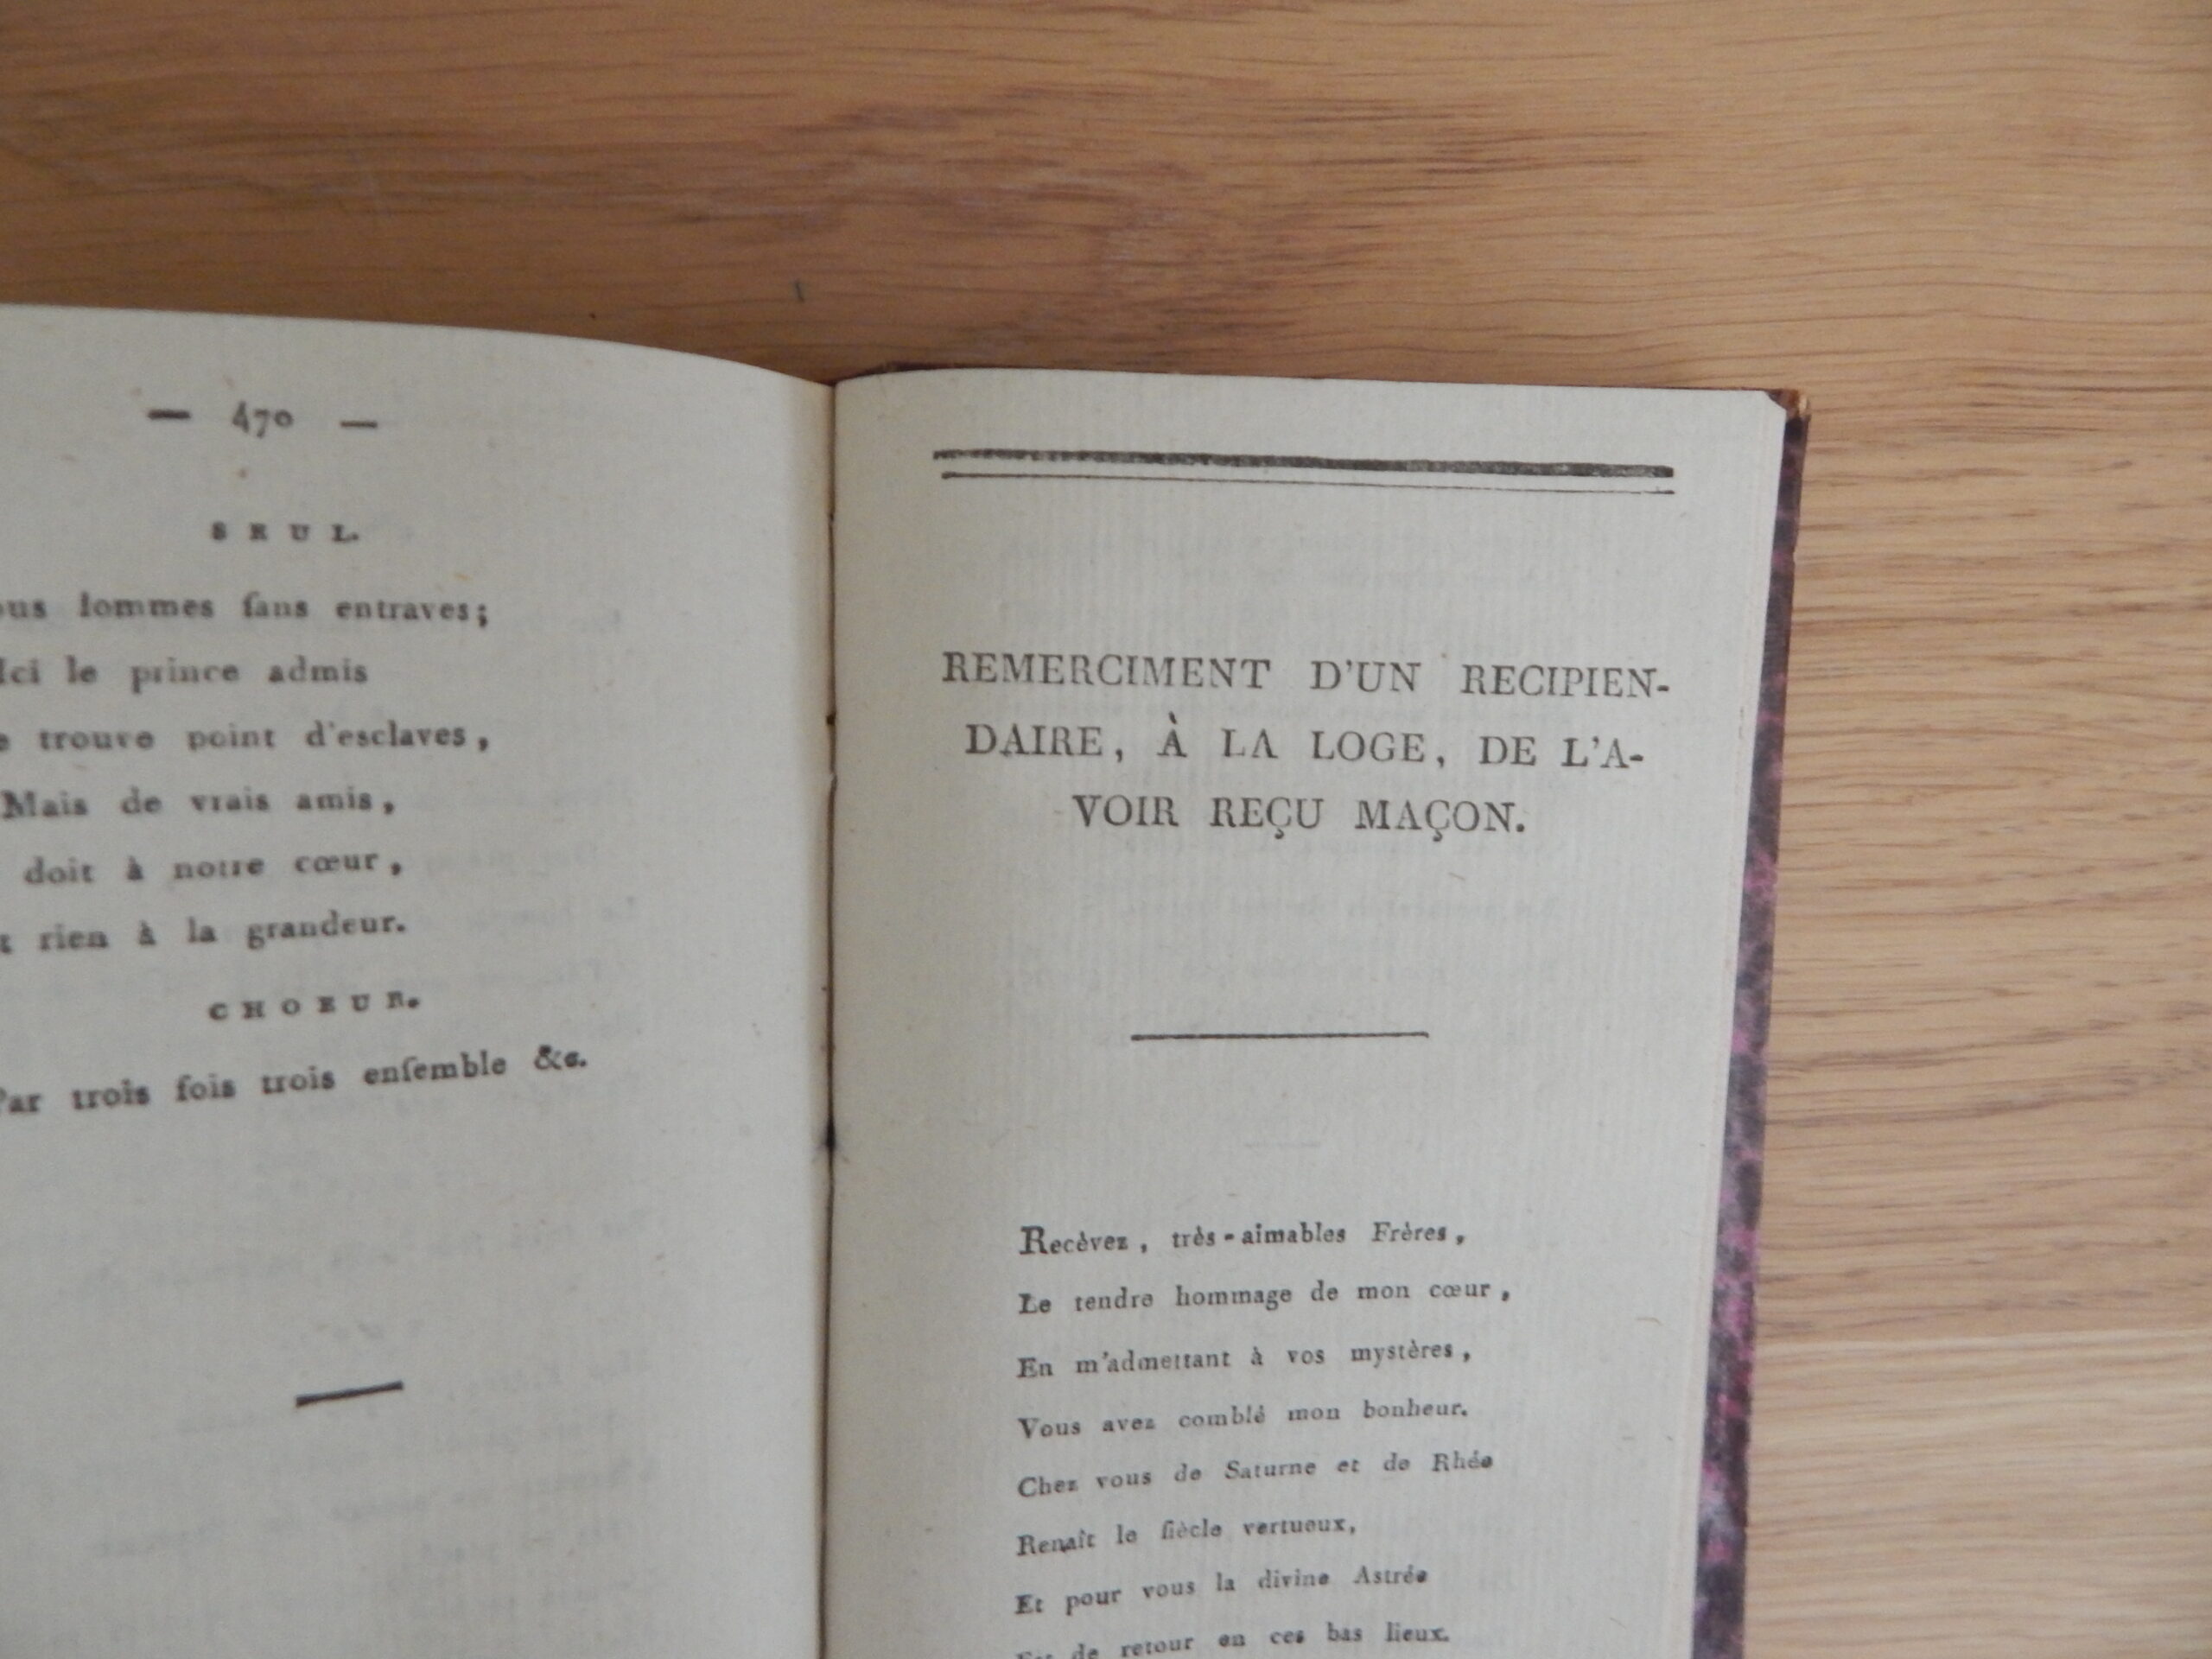 — 470 —
SEUL.
ous ſommes ſans entraves;
Ici le prince admis
e trouve point d'esclaves,
Mais de vrais amis,
doit à notre cœur,
t rien à la grandeur.
CHOEUR.
Par trois fois trois enſemble &c.
REMERCIMENT D'UN RECIPIEN-
DAIRE, À LA LOGE, DE L'A-
VOIR REÇU MAÇON.
Recèvez, très-aimables Frères,
Le tendre hommage de mon cœur,
En m'admettant à vos mystères,
Vous avez comblé mon bonheur.
Chez vous de Saturne et de Rhée
Renaît le ſiècle vertueux,
Et pour vous la divine Astrée
Est de retour en ces bas lieux.